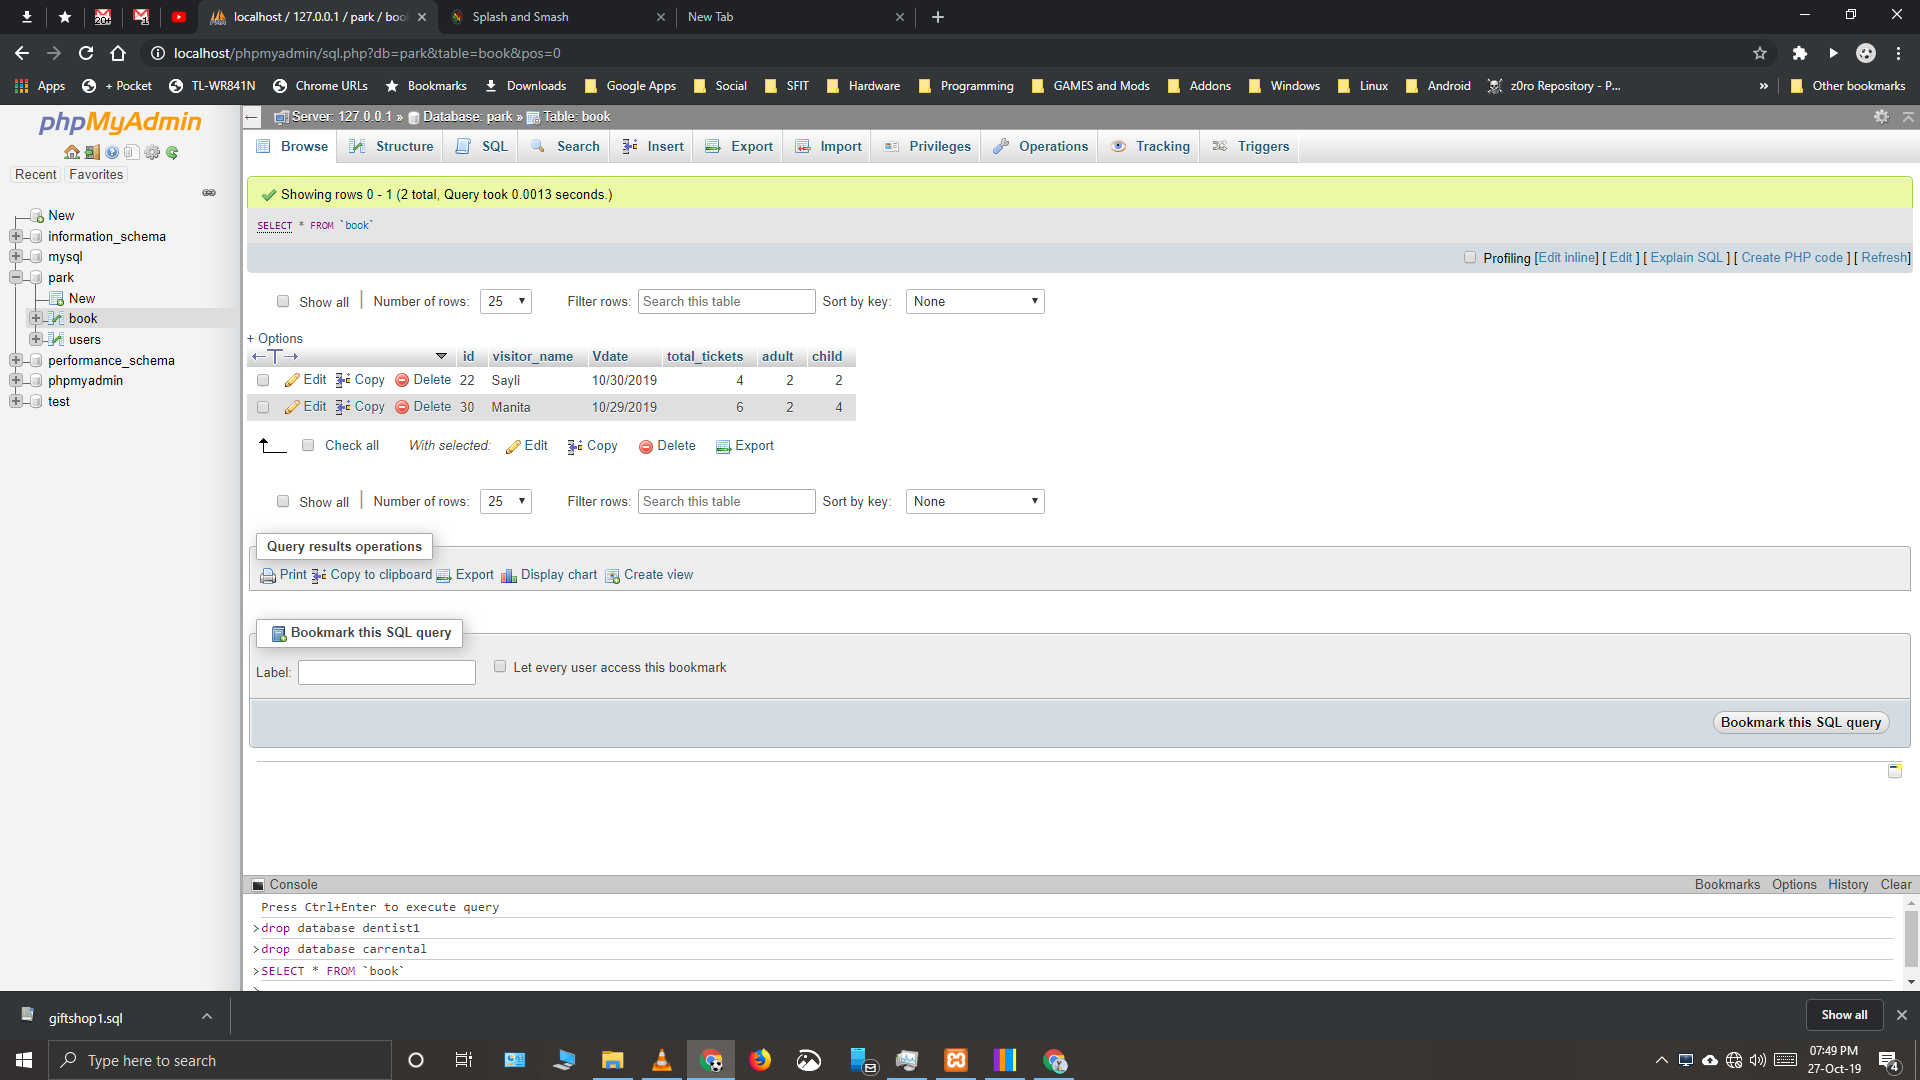 localhost / 127.0.0.1 / park / boo
Splash and Smash
New Tab
localhost/phpmyadmin/sql.php?db=park&table=book&pos=0
Apps
+ Pocket
TL-WR841N
Chrome URLs
Bookmarks
Downloads
Google Apps
Social
SFIT
Hardware
Programming
GAMES and Mods
Addons
Windows
Linux
Android
z0ro Repository - P...
»
Other bookmarks
phpMyAdmin
Recent
Favorites
New
information_schema
mysql
park
New
book
users
performance_schema
phpmyadmin
test
Server: 127.0.0.1 » Database: park » Table: book
Browse
Structure
SQL
Search
Insert
Export
Import
Privileges
Operations
Tracking
Triggers
Showing rows 0 - 1 (2 total, Query took 0.0013 seconds.)
SELECT * FROM `book`
Profiling [Edit inline] [ Edit ] [ Explain SQL ] [ Create PHP code ] [ Refresh]
Show all | Number of rows: 25 Filter rows: Search this table Sort by key: None
+ Options
id visitor_name Vdate total_tickets adult child
Edit Copy Delete 22 Sayli 10/30/2019 4 2 2
Edit Copy Delete 30 Manita 10/29/2019 6 2 4
Check all With selected: Edit Copy Delete Export
Show all | Number of rows: 25 Filter rows: Search this table Sort by key: None
Query results operations
Print Copy to clipboard Export Display chart Create view
Bookmark this SQL query
Label:
Let every user access this bookmark
Bookmark this SQL query
Console
Bookmarks Options History Clear
Press Ctrl+Enter to execute query
>drop database dentist1
>drop database carrental
>SELECT * FROM `book`
>
giftshop1.sql
Show all
Type here to search
07:49 PM
27-Oct-19
4